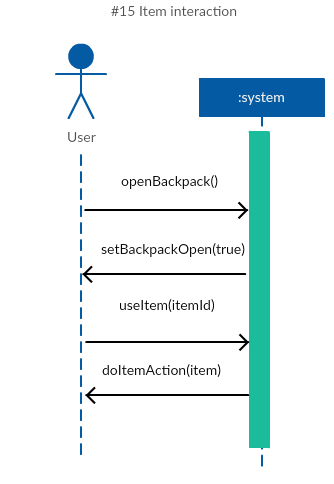 #15 Item interaction
:system
User
openBackpack()
setBackpackOpen(true)
useItem(itemId)
doItemAction(item)